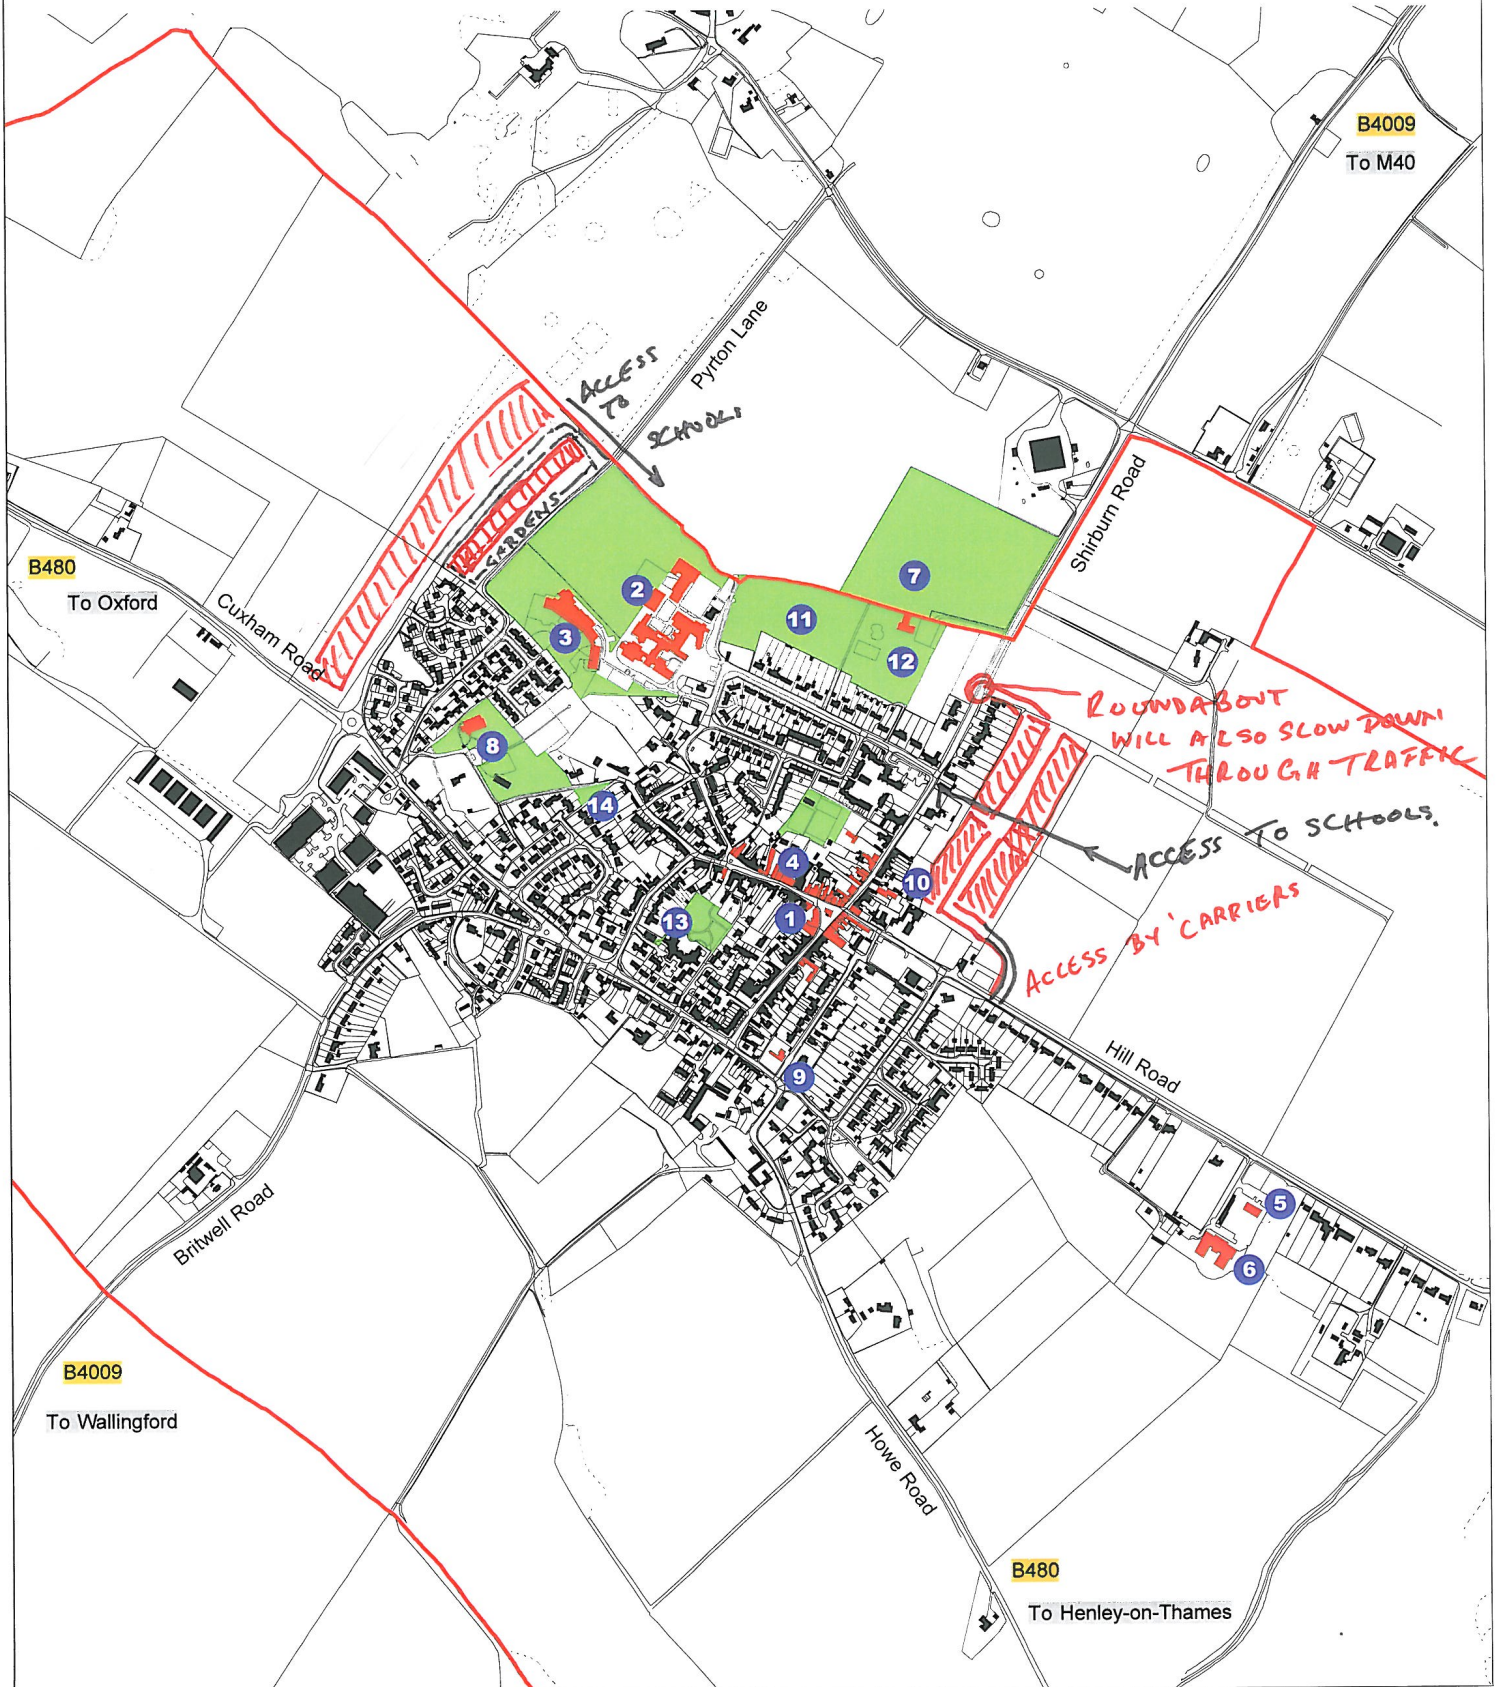 B4009
To M40
Pyrton Lane
ACCESS
TO
SCHOOLS
GARDENS
Shirburn Road
B480
To Oxford
Cuxham Road
2
3
7
11
12
8
14
4
10
1
13
9
5
6
ROUNDABOUT
WILL ALSO SLOW DOWN
THROUGH TRAFFIC
ACCESS TO SCHOOLS.
ACCESS BY 'CARRIERS
Hill Road
Britwell Road
B4009
To Wallingford
Howe Road
B480
To Henley-on-Thames